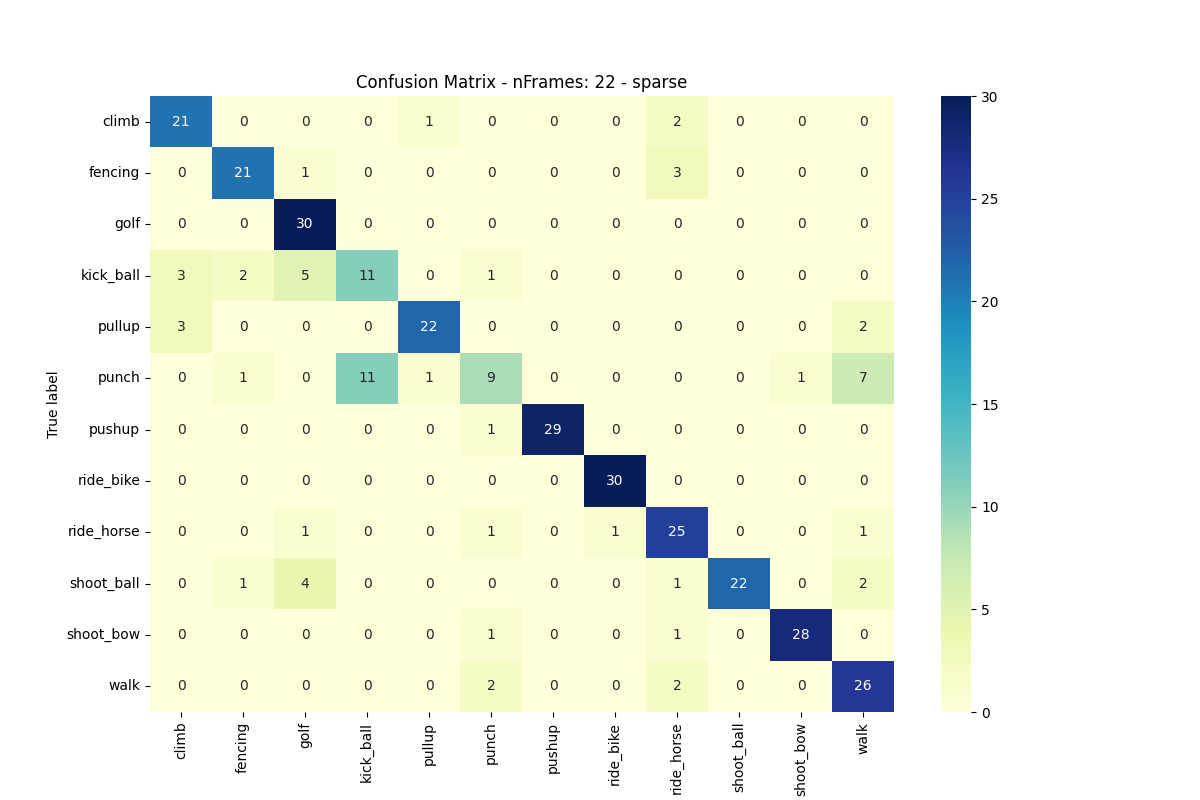 Confusion Matrix - nFrames: 22 - sparse
True label
climb 21 0 0 0 1 0 0 0 2 0 0 0
fencing 0 21 1 0 0 0 0 0 3 0 0 0
golf 0 0 30 0 0 0 0 0 0 0 0 0
kick_ball 3 2 5 11 0 1 0 0 0 0 0 0
pullup 3 0 0 0 22 0 0 0 0 0 0 2
punch 0 1 0 11 1 9 0 0 0 0 1 7
pushup 0 0 0 0 0 1 29 0 0 0 0 0
ride_bike 0 0 0 0 0 0 0 30 0 0 0 0
ride_horse 0 0 1 0 0 1 0 1 25 0 0 1
shoot_ball 0 1 4 0 0 0 0 0 1 22 0 2
shoot_bow 0 0 0 0 0 1 0 0 1 0 28 0
walk 0 0 0 0 0 2 0 0 2 0 0 26
climb fencing golf kick_ball pullup punch pushup ride_bike ride_horse shoot_ball shoot_bow walk
30
25
20
15
10
5
0